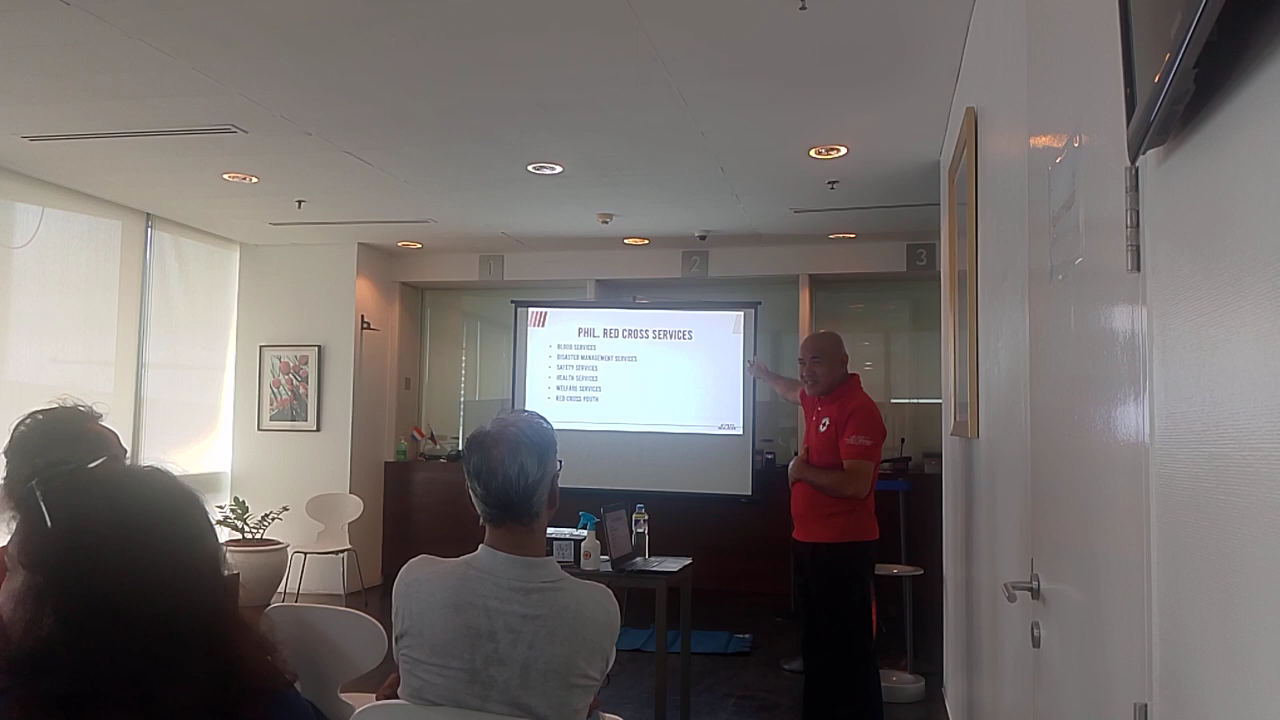 1
2
3
PHIL. RED CROSS SERVICES
• BLOOD SERVICES
• DISASTER MANAGEMENT SERVICES
• SAFETY SERVICES
• HEALTH SERVICES
• WELFARE SERVICES
• RED CROSS YOUTH